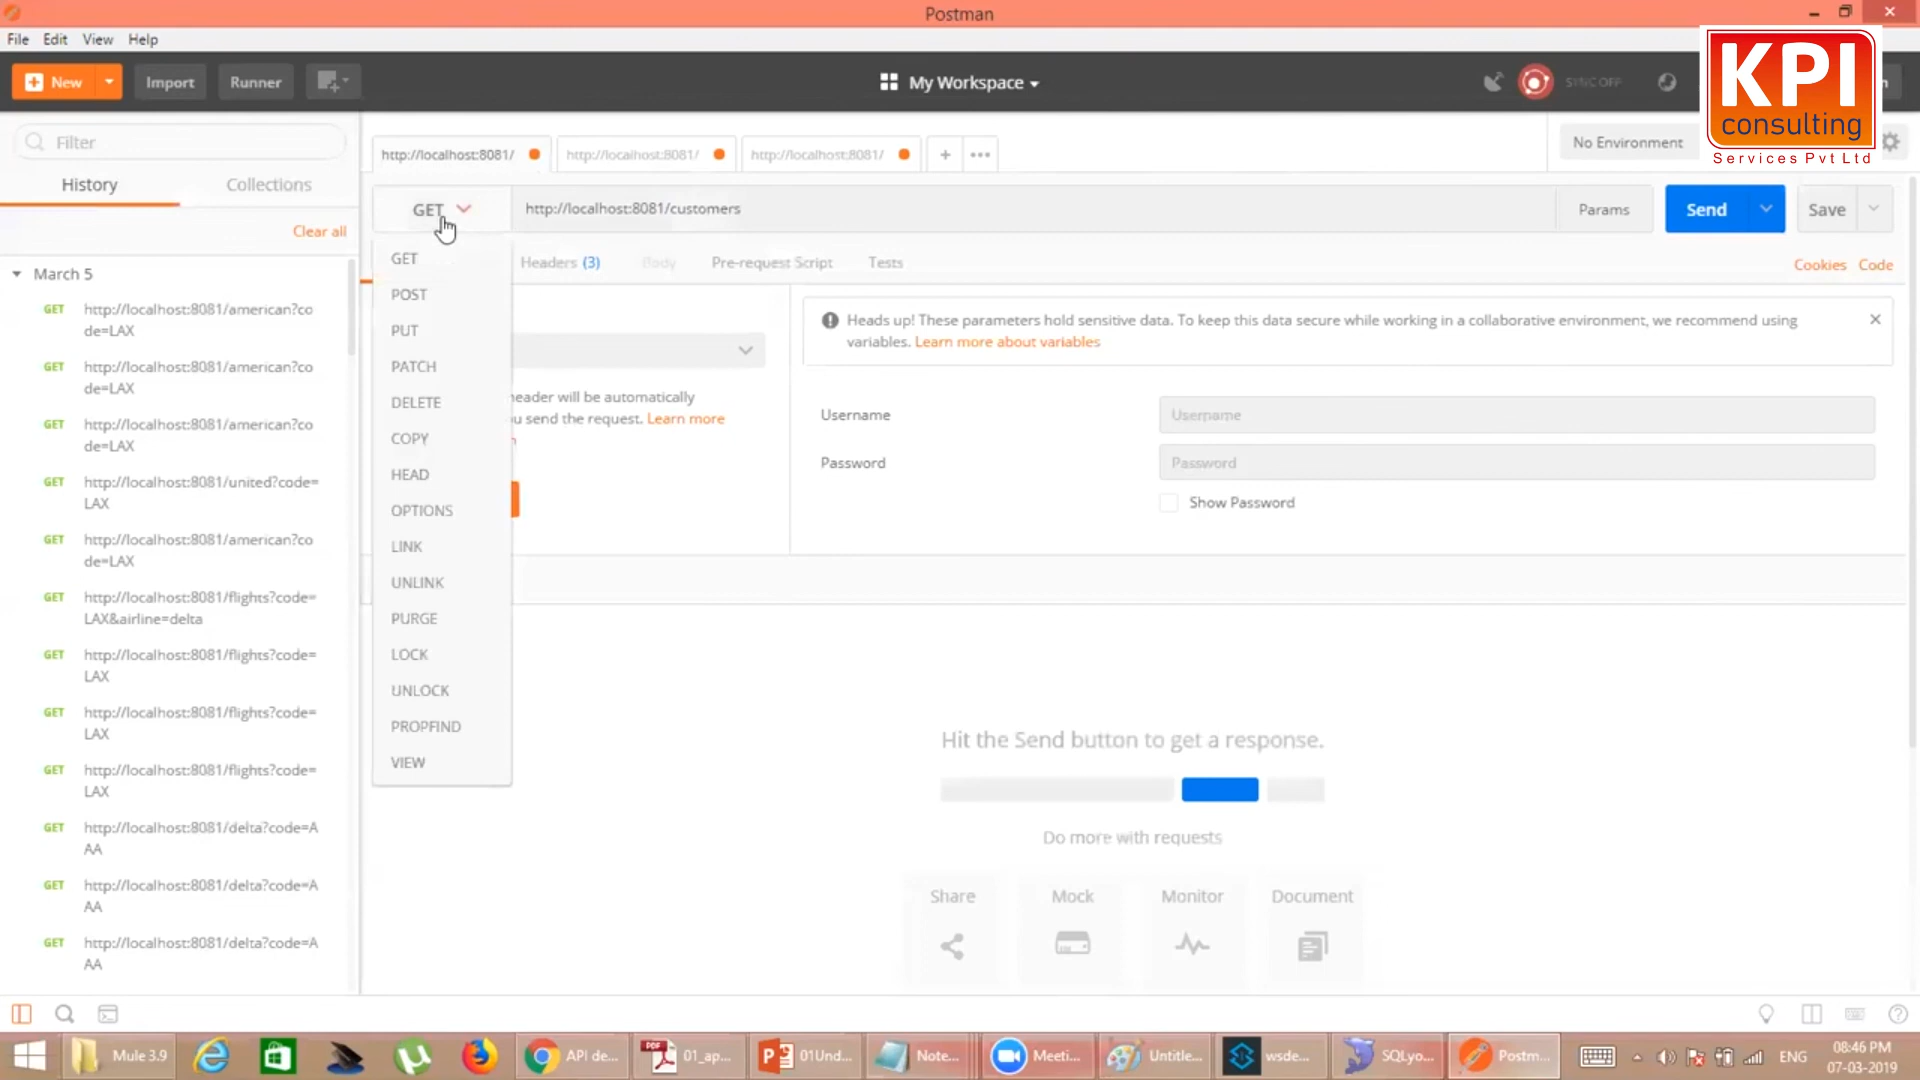 Postman
File Edit View Help
New Import Runner
My Workspace
SYNC OFF
KPI
consulting
Services Pvt Ltd
n
Filter
http://localhost:8081/ http://localhost:8081/ http://localhost:8081/ + •••
No Environment
History Collections
GET http://localhost:8081/customers Params Send Save
Clear all
GET
POST
PUT
PATCH
DELETE
COPY
HEAD
OPTIONS
LINK
UNLINK
PURGE
LOCK
UNLOCK
PROPFIND
VIEW
Headers (3) Body Pre-request Script Tests
Cookies Code
March 5
GET http://localhost:8081/american?co
de=LAX
GET http://localhost:8081/american?co
de=LAX
GET http://localhost:8081/american?co
de=LAX
GET http://localhost:8081/united?code=
LAX
GET http://localhost:8081/american?co
de=LAX
GET http://localhost:8081/flights?code=
LAX&airline=delta
GET http://localhost:8081/flights?code=
LAX
GET http://localhost:8081/flights?code=
LAX
GET http://localhost:8081/flights?code=
LAX
GET http://localhost:8081/delta?code=A
AA
GET http://localhost:8081/delta?code=A
AA
GET http://localhost:8081/delta?code=A
AA
header will be automatically
u send the request. Learn more
n
Heads up! These parameters hold sensitive data. To keep this data secure while working in a collaborative environment, we recommend using
variables. Learn more about variables
Username Username
Password Password
Show Password
Hit the Send button to get a response.
Do more with requests
Share Mock Monitor Document
Mule 3.9 API de... 01_ap... 01Und... Note... Meeti... Untitle... wsde... SQLyo... Postm... ENG
08:46 PM
07-03-2019